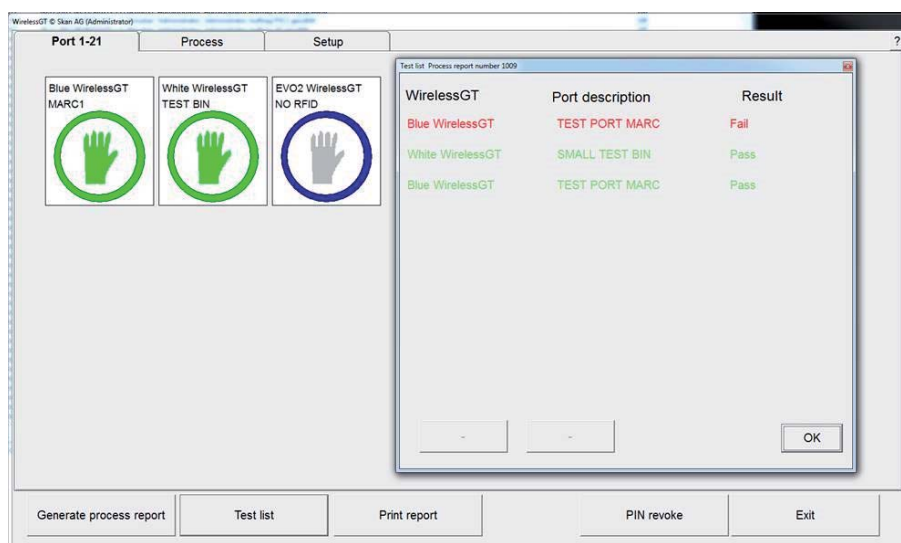 WirelessGT © Skan AG (Administrator)
Port 1-21
Process
Setup
?
Blue WirelessGT
MARC1
White WirelessGT
TEST BIN
EVO2 WirelessGT
NO RFID
Test list Process report number 1009
WirelessGT Port description Result
Blue WirelessGT TEST PORT MARC Fail
White WirelessGT SMALL TEST BIN Pass
Blue WirelessGT TEST PORT MARC Pass
- -
OK
Generate process report
Test list
Print report
PIN revoke
Exit